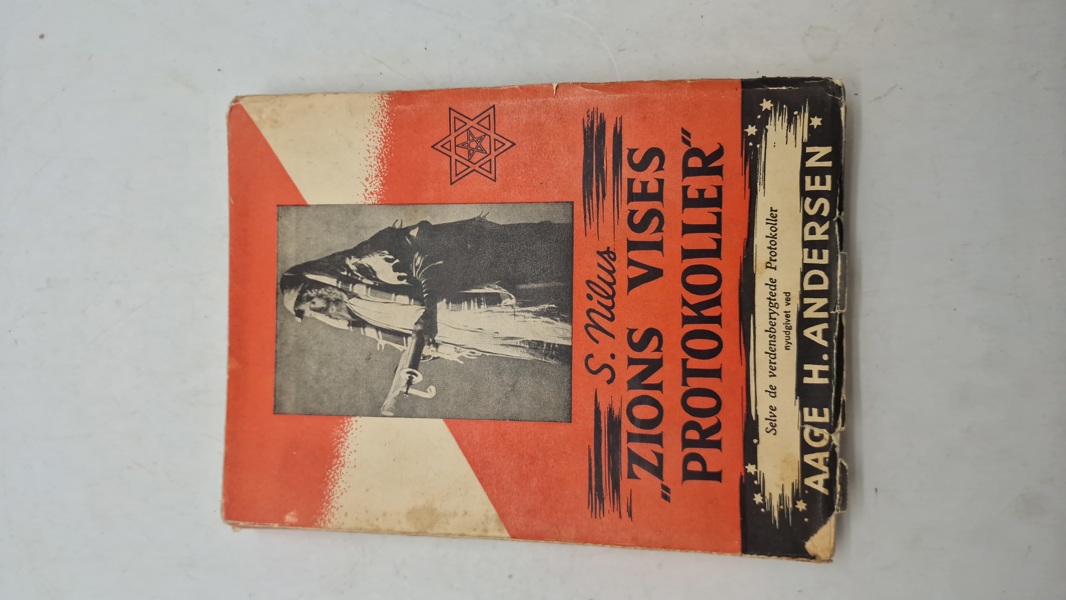 S. Nilus
„ZIONS VISES
PROTOKOLLER”
Selve de verdensberygtede Protokoller
nyudgivet ved
AAGE H. ANDERSEN